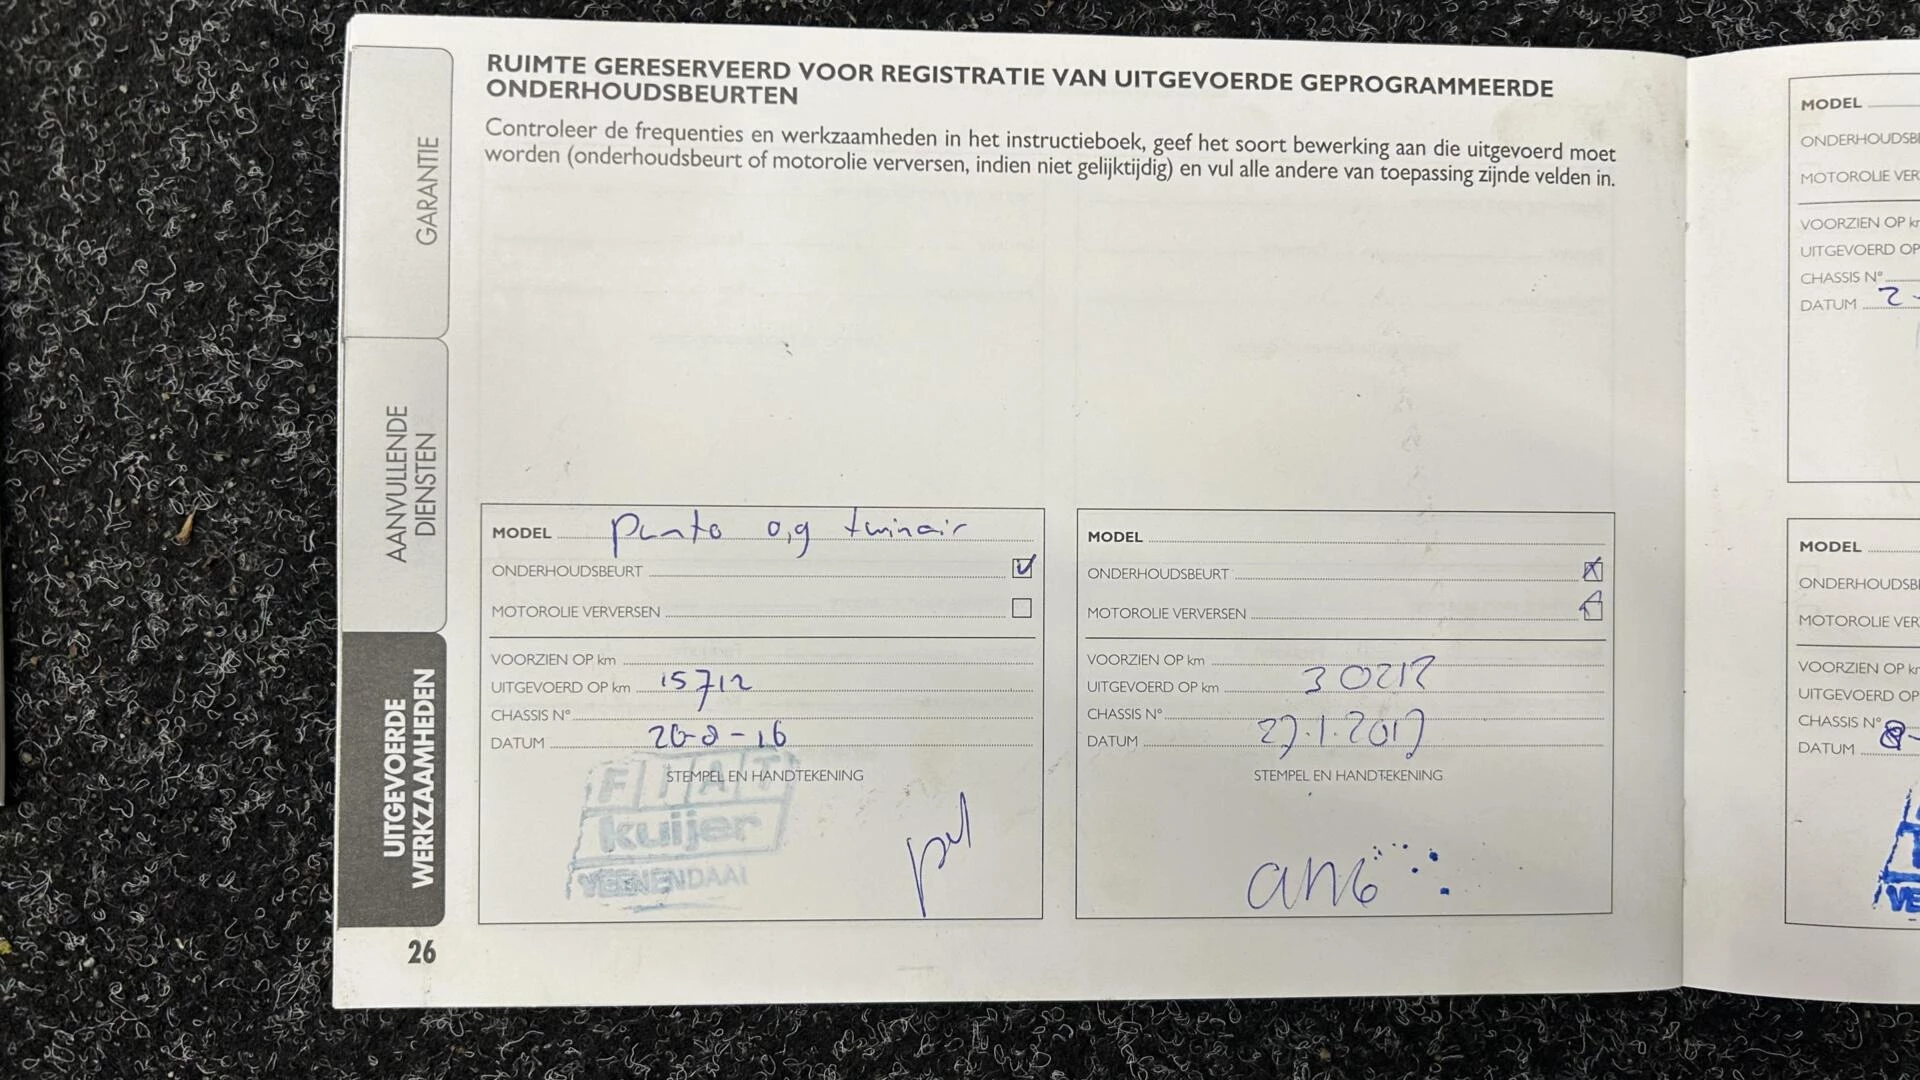 RUIMTE GERESERVEERD VOOR REGISTRATIE VAN UITGEVOERDE GEPROGRAMMEERDE
ONDERHOUDSBEURTEN
Controleer de frequenties en werkzaamheden in het instructieboek, geef het soort bewerking aan die uitgevoerd moet
worden (onderhoudsbeurt of motorolie verversen, indien niet gelijktijdig) en vul alle andere van toepassing zijnde velden in.
GARANTIE
AANVULLENDE
DIENSTEN
UITGEVOERDE
WERKZAAMHEDEN
MODEL punto 0,9 twinair
ONDERHOUDSBEURT
MOTOROLIE VERVERSEN
VOORZIEN OP km
UITGEVOERD OP km 15712
CHASSIS N°
DATUM 26-8-16
STEMPEL EN HANDTEKENING
FIAT
kuijer
VEENENDAAL
MODEL
ONDERHOUDSBEURT
MOTOROLIE VERVERSEN
VOORZIEN OP km
UITGEVOERD OP km 30212
CHASSIS N°
DATUM 27.1.2017
STEMPEL EN HANDTEKENING
26
MODEL
ONDERHOUDSBE
MOTOROLIE VER
VOORZIEN OP k
UITGEVOERD OP
CHASSIS N°
DATUM 2-
MODEL
ONDERHOUDSBE
MOTOROLIE VER
VOORZIEN OP k
UITGEVOERD OP
CHASSIS N°
DATUM
VE